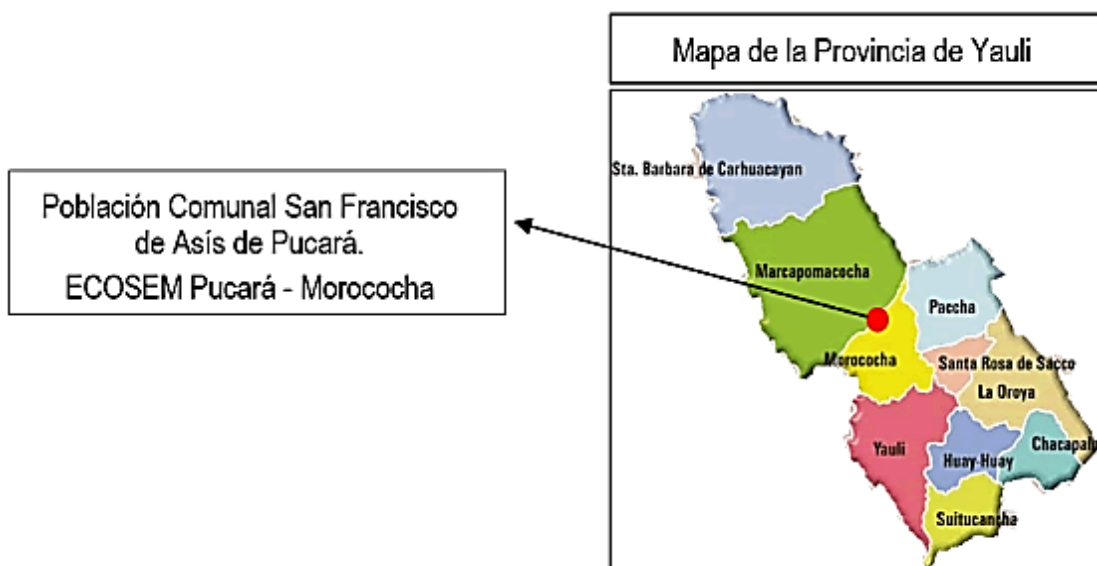 Mapa de la Provincia de Yauli
Población Comunal San Francisco
de Asís de Pucará.
ECOSEM Pucará - Morococha
Sta. Barbara de Carhuacayan
Marcapomacocha
Paccha
Morococha
Santa Rosa de Sacco
La Oroya
Yauli
Huay-Huay
Chacapalp
Suitucancha